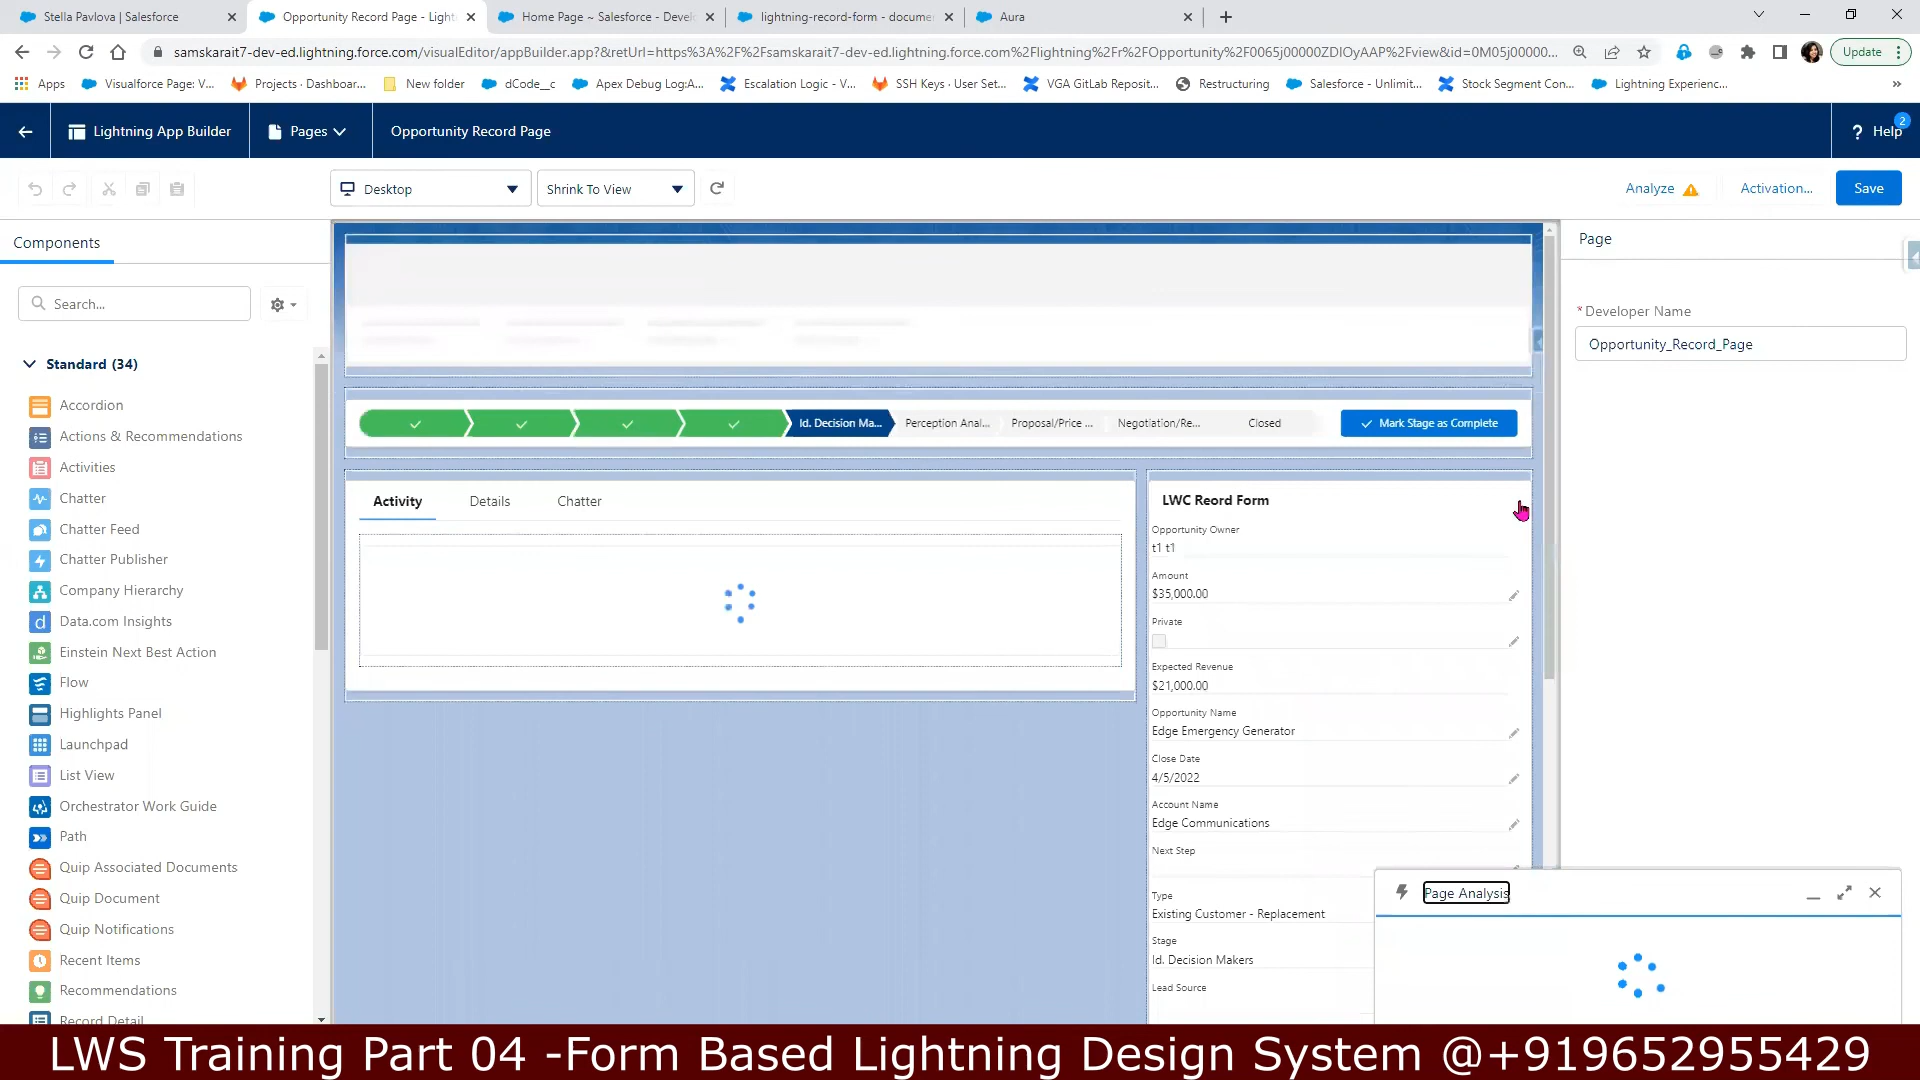 Stella Pavlova | Salesforce
Opportunity Record Page - Light
Home Page ~ Salesforce - Devel
lightning-record-form - docume
Aura
samskarait7-dev-ed.lightning.force.com/visualEditor/appBuilder.app?&retUrl=https%3A%2F%2Fsamskarait7-dev-ed.lightning.force.com%2Flightning%2Fr%2FOpportunity%2F0065j00000ZDIOyAAP%2Fview&id=0M05j00000...
Update
Apps
Visualforce Page: V...
Projects · Dashboar...
New folder
dCode__c
Apex Debug Log:A...
Escalation Logic - V...
SSH Keys · User Set...
VGA GitLab Reposit...
Restructuring
Salesforce - Unlimit...
Stock Segment Con...
Lightning Experienc...
»
Lightning App Builder
Pages
Opportunity Record Page
2
? Help
Desktop
Shrink To View
Analyze
Activation...
Save
Components
Search...
Standard (34)
Accordion
Actions & Recommendations
Activities
Chatter
Chatter Feed
Chatter Publisher
Company Hierarchy
d Data.com Insights
Einstein Next Best Action
Flow
Highlights Panel
Launchpad
List View
Orchestrator Work Guide
Path
Quip Associated Documents
Quip Document
Quip Notifications
Recent Items
Recommendations
Record Detail
Id. Decision Ma...
Perception Anal...
Proposal/Price ...
Negotiation/Re...
Closed
Mark Stage as Complete
Activity
Details
Chatter
LWC Reord Form
Opportunity Owner
t1 t1
Amount
$35,000.00
Private
Expected Revenue
$21,000.00
Opportunity Name
Edge Emergency Generator
Close Date
4/5/2022
Account Name
Edge Communications
Next Step
Type
Existing Customer - Replacement
Stage
Id. Decision Makers
Lead Source
Page
* Developer Name
Opportunity_Record_Page
Page Analysis
LWS Training Part 04 -Form Based Lightning Design System @+919652955429